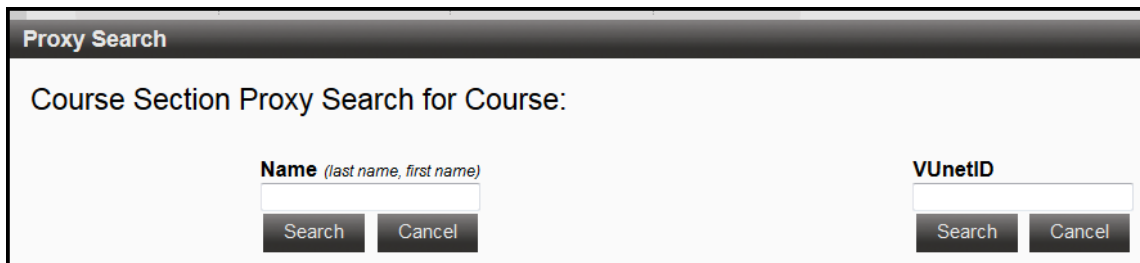 Proxy Search
Course Section Proxy Search for Course:
Name (last name, first name)
VUnetID
Search Cancel
Search Cancel